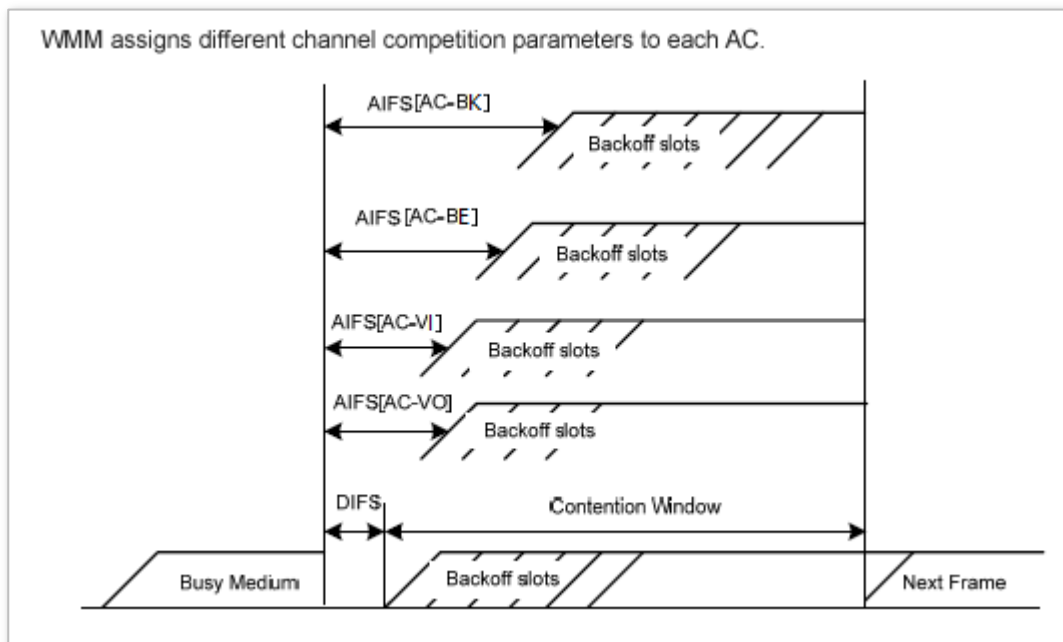 WMM assigns different channel competition parameters to each AC.
AIFS[AC-BK]
Backoff slots
AIFS[AC-BE]
Backoff slots
AIFS[AC-VI]
Backoff slots
AIFS[AC-VO]
Backoff slots
DIFS
Contention Window
Busy Medium
Backoff slots
Next Frame